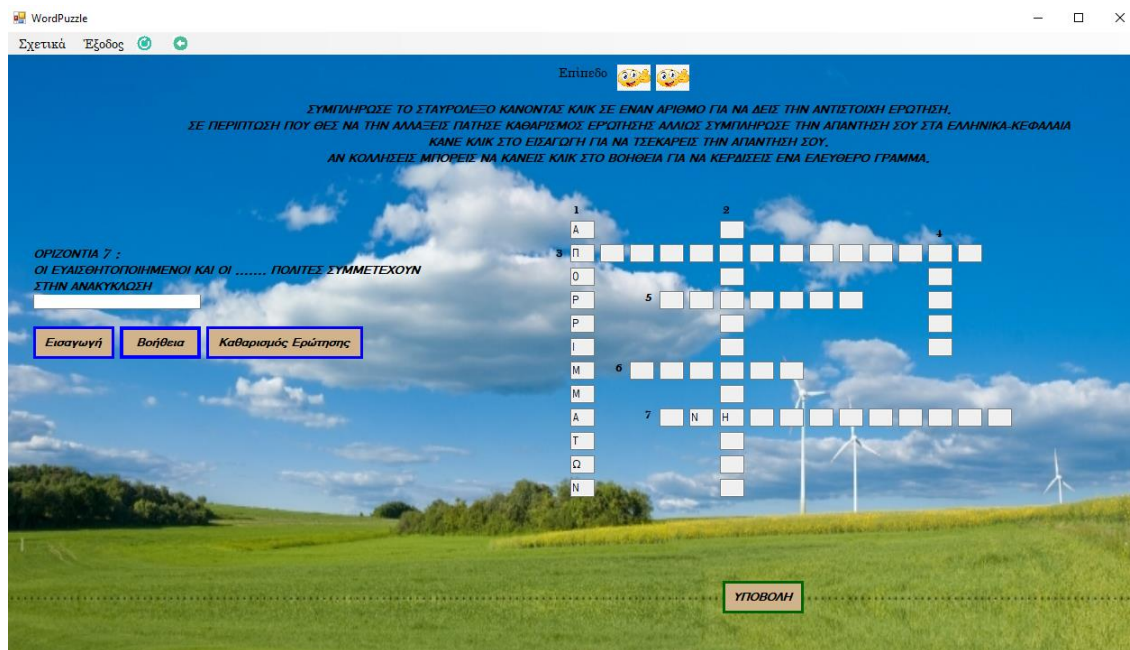 WordPuzzle
Σχετικά Έξοδος
Επίπεδο
ΣΥΜΠΛΗΡΩΣΕ ΤΟ ΣΤΑΥΡΟΛΕΞΟ ΚΑΝΟΝΤΑΣ ΚΛΙΚ ΣΕ ΕΝΑΝ ΑΡΙΘΜΟ ΓΙΑ ΝΑ ΔΕΙΣ ΤΗΝ ΑΝΤΙΣΤΟΙΧΗ ΕΡΩΤΗΣΗ.
ΣΕ ΠΕΡΙΠΤΩΣΗ ΠΟΥ ΘΕΣ ΝΑ ΤΗΝ ΑΛΛΑΞΕΙΣ ΠΑΤΗΣΕ ΚΑΘΑΡΙΣΜΟΣ ΕΡΏΤΗΣΗΣ ΑΛΛΙΩΣ ΣΥΜΠΛΗΡΩΣΕ ΤΗΝ ΑΠΑΝΤΗΣΗ ΣΟΥ ΣΤΑ ΕΛΛΗΝΙΚΑ-ΚΕΦΑΛΑΙΑ
ΚΑΝΕ ΚΛΙΚ ΣΤΟ ΕΙΣΑΓΩΓΗ ΓΙΑ ΝΑ ΤΣΕΚΑΡΕΙΣ ΤΗΝ ΑΠΑΝΤΗΣΗ ΣΟΥ.
ΑΝ ΚΟΛΛΗΣΕΙΣ ΜΠΟΡΕΙΣ ΝΑ ΚΑΝΕΙΣ ΚΛΙΚ ΣΤΟ ΒΟΗΘΕΙΑ ΓΙΑ ΝΑ ΚΕΡΔΙΣΕΙΣ ΕΝΑ ΕΛΕΥΘΕΡΟ ΓΡΑΜΜΑ.
ΟΡΙΖΟΝΤΙΑ 7 :
ΟΙ ΕΥΑΙΣΘΗΤΟΠΟΙΗΜΕΝΟΙ ΚΑΙ ΟΙ ....... ΠΟΛΙΤΕΣ ΣΥΜΜΕΤΕΧΟΥΝ
ΣΤΗΝ ΑΝΑΚΥΚΛΩΣΗ
Εισαγωγή Βοήθεια Καθαρισμός Ερώτησης
1 2
Α
4
3 Π
Ο
Ρ 5
Ρ
Ι
Μ 6
Μ
Α 7 Ν Η
Τ
Ω
Ν
ΥΠΟΒΟΛΗ